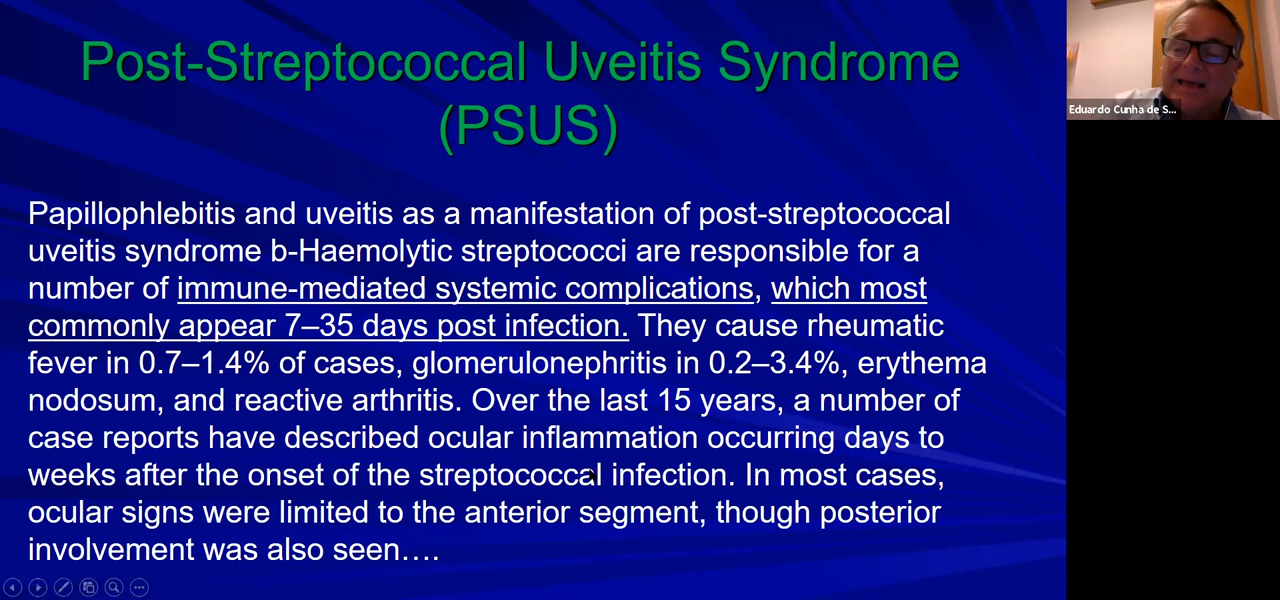 Post-Streptococcal Uveitis Syndrome
(PSUS)
Papillophlebitis and uveitis as a manifestation of post-streptococcal
uveitis syndrome b-Haemolytic streptococci are responsible for a
number of immune-mediated systemic complications, which most
commonly appear 7–35 days post infection. They cause rheumatic
fever in 0.7–1.4% of cases, glomerulonephritis in 0.2–3.4%, erythema
nodosum, and reactive arthritis. Over the last 15 years, a number of
case reports have described ocular inflammation occurring days to
weeks after the onset of the streptococcal infection. In most cases,
ocular signs were limited to the anterior segment, though posterior
involvement was also seen….
Eduardo Cunha de S...